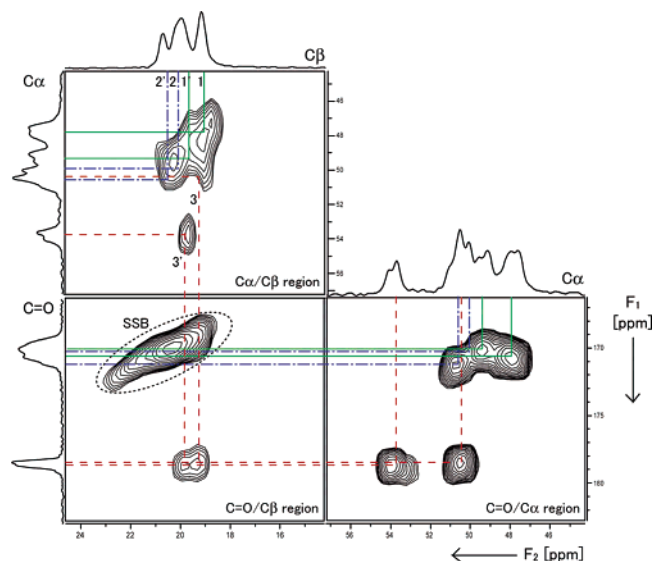 Cβ
Cα
2' 2 1' 1
46
48
50
52
54
56
3
3'
Cα/Cβ region
Cα
C=O
SSB
F1
[ppm]
170
175
180
C=O/Cβ region
C=O/Cα region
24 22 20 18 16
56 54 52 50 48 46
F2 [ppm]